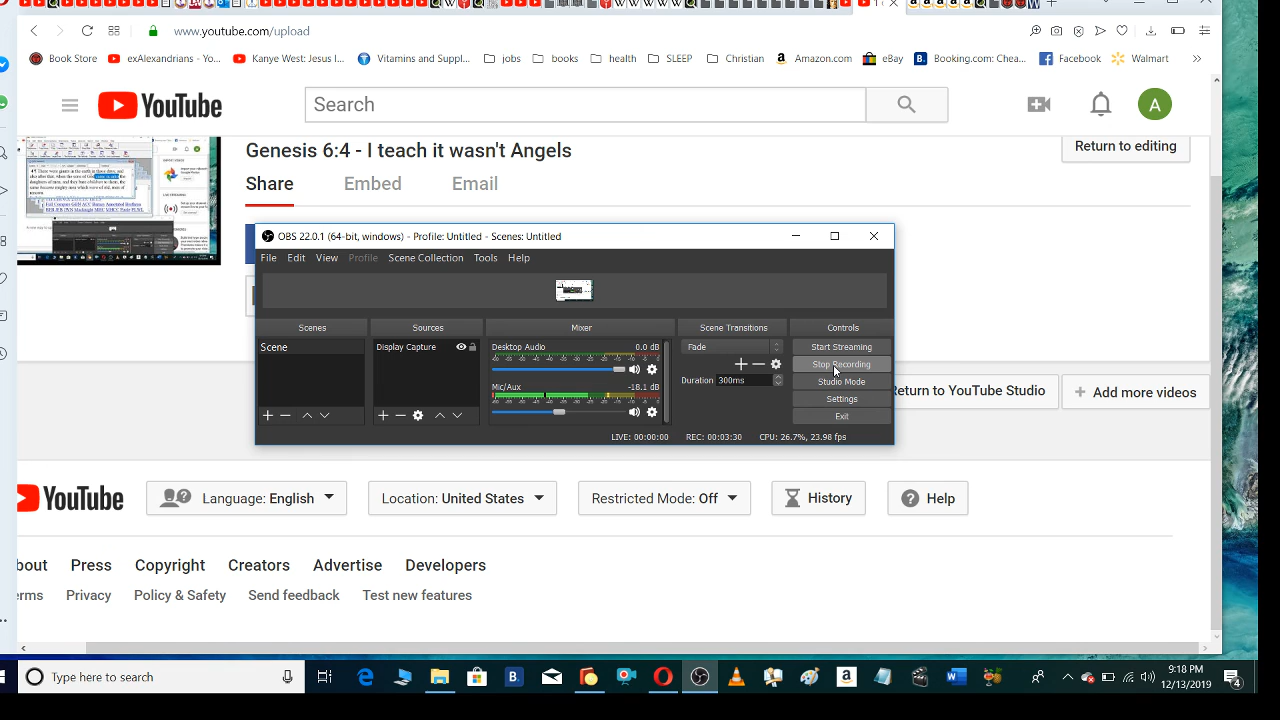 www.youtube.com/upload
Book Store
exAlexandrians - Yo...
Kanye West: Jesus I...
Vitamins and Suppl...
jobs
books
health
SLEEP
Christian
Amazon.com
eBay
Booking.com: Chea...
Facebook
Walmart
YouTube
Search
A
Genesis 6:4 - I teach it wasn't Angels
Return to editing
Share
Embed
Email
OBS 22.0.1 (64-bit, windows) - Profile: Untitled - Scenes: Untitled
File
Edit
View
Profile
Scene Collection
Tools
Help
Scenes
Sources
Mixer
Scene Transitions
Controls
Scene
Display Capture
Desktop Audio
0.0 dB
Mic/Aux
-18.1 dB
Fade
Duration
300ms
Start Streaming
Stop Recording
Studio Mode
Settings
Exit
LIVE: 00:00:00
REC: 00:03:30
CPU: 26.7%, 23.98 fps
Return to YouTube Studio
Add more videos
YouTube
Language: English
Location: United States
Restricted Mode: Off
History
Help
bout
Press
Copyright
Creators
Advertise
Developers
erms
Privacy
Policy & Safety
Send feedback
Test new features
Type here to search
9:18 PM
12/13/2019
4